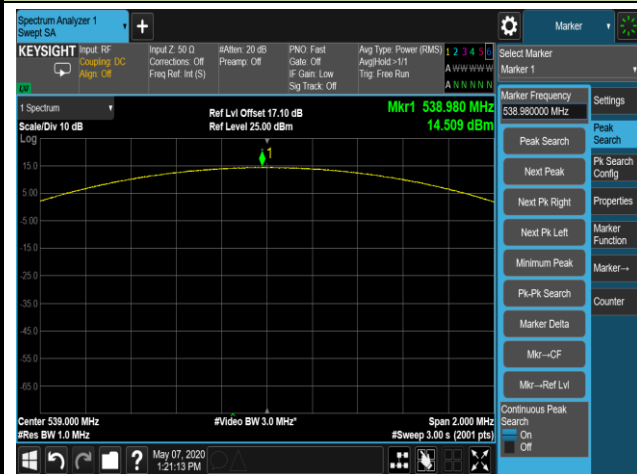 Spectrum Analyzer 1
Swept SA
Marker
KEYSIGHT
Input: RF
Coupling: DC
Align: Off
Input Z: 50 Ω
Corrections: Off
Freq Ref: Int (S)
#Atten: 20 dB
Preamp: Off
PNO: Fast
Gate: Off
IF Gain: Low
Sig Track: Off
Avg Type: Power (RMS)
Avg|Hold:>1/1
Trig: Free Run
1 2 3 4 5 6
A W W W W W
A N N N N N
LXI
Select Marker
Marker 1
1 Spectrum
Scale/Div 10 dB
Log
Ref Lvl Offset 17.10 dB
Ref Level 25.00 dBm
Mkr1 538.980 MHz
14.509 dBm
1
15.0
5.00
-5.00
-15.0
-25.0
-35.0
-45.0
-55.0
-65.0
Center 539.000 MHz
#Res BW 1.0 MHz
#Video BW 3.0 MHz*
Span 2.000 MHz
#Sweep 3.00 s (2001 pts)
Marker Frequency
538.980000 MHz
Peak Search
Next Peak
Next Pk Right
Next Pk Left
Minimum Peak
Pk-Pk Search
Marker Delta
Mkr→CF
Mkr→Ref Lvl
Continuous Peak
Search
On
Off
Settings
Peak
Search
Pk Search
Config
Properties
Marker
Function
Marker→
Counter
?
May 07, 2020
1:21:13 PM